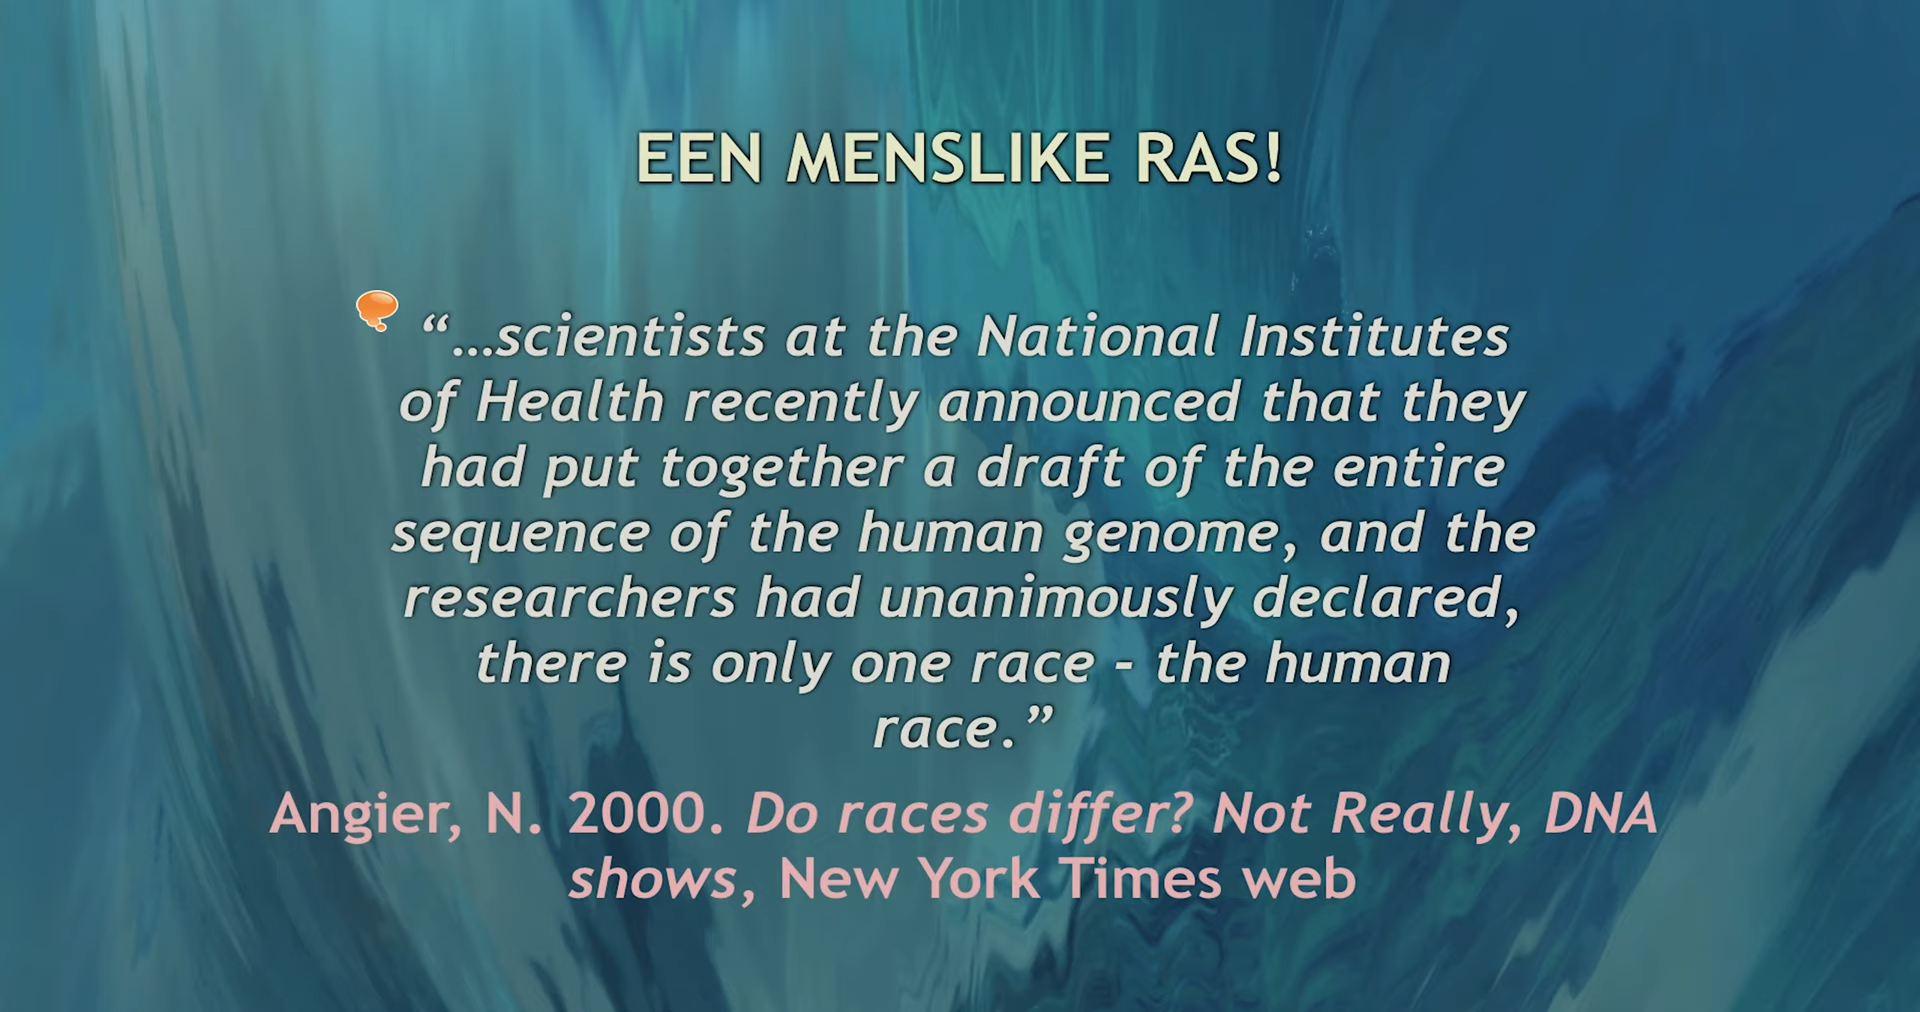 EEN MENSLIKE RAS!
“…scientists at the National Institutes
of Health recently announced that they
had put together a draft of the entire
sequence of the human genome, and the
researchers had unanimously declared,
there is only one race - the human
race.”
Angier, N. 2000. Do races differ? Not Really, DNA
shows, New York Times web